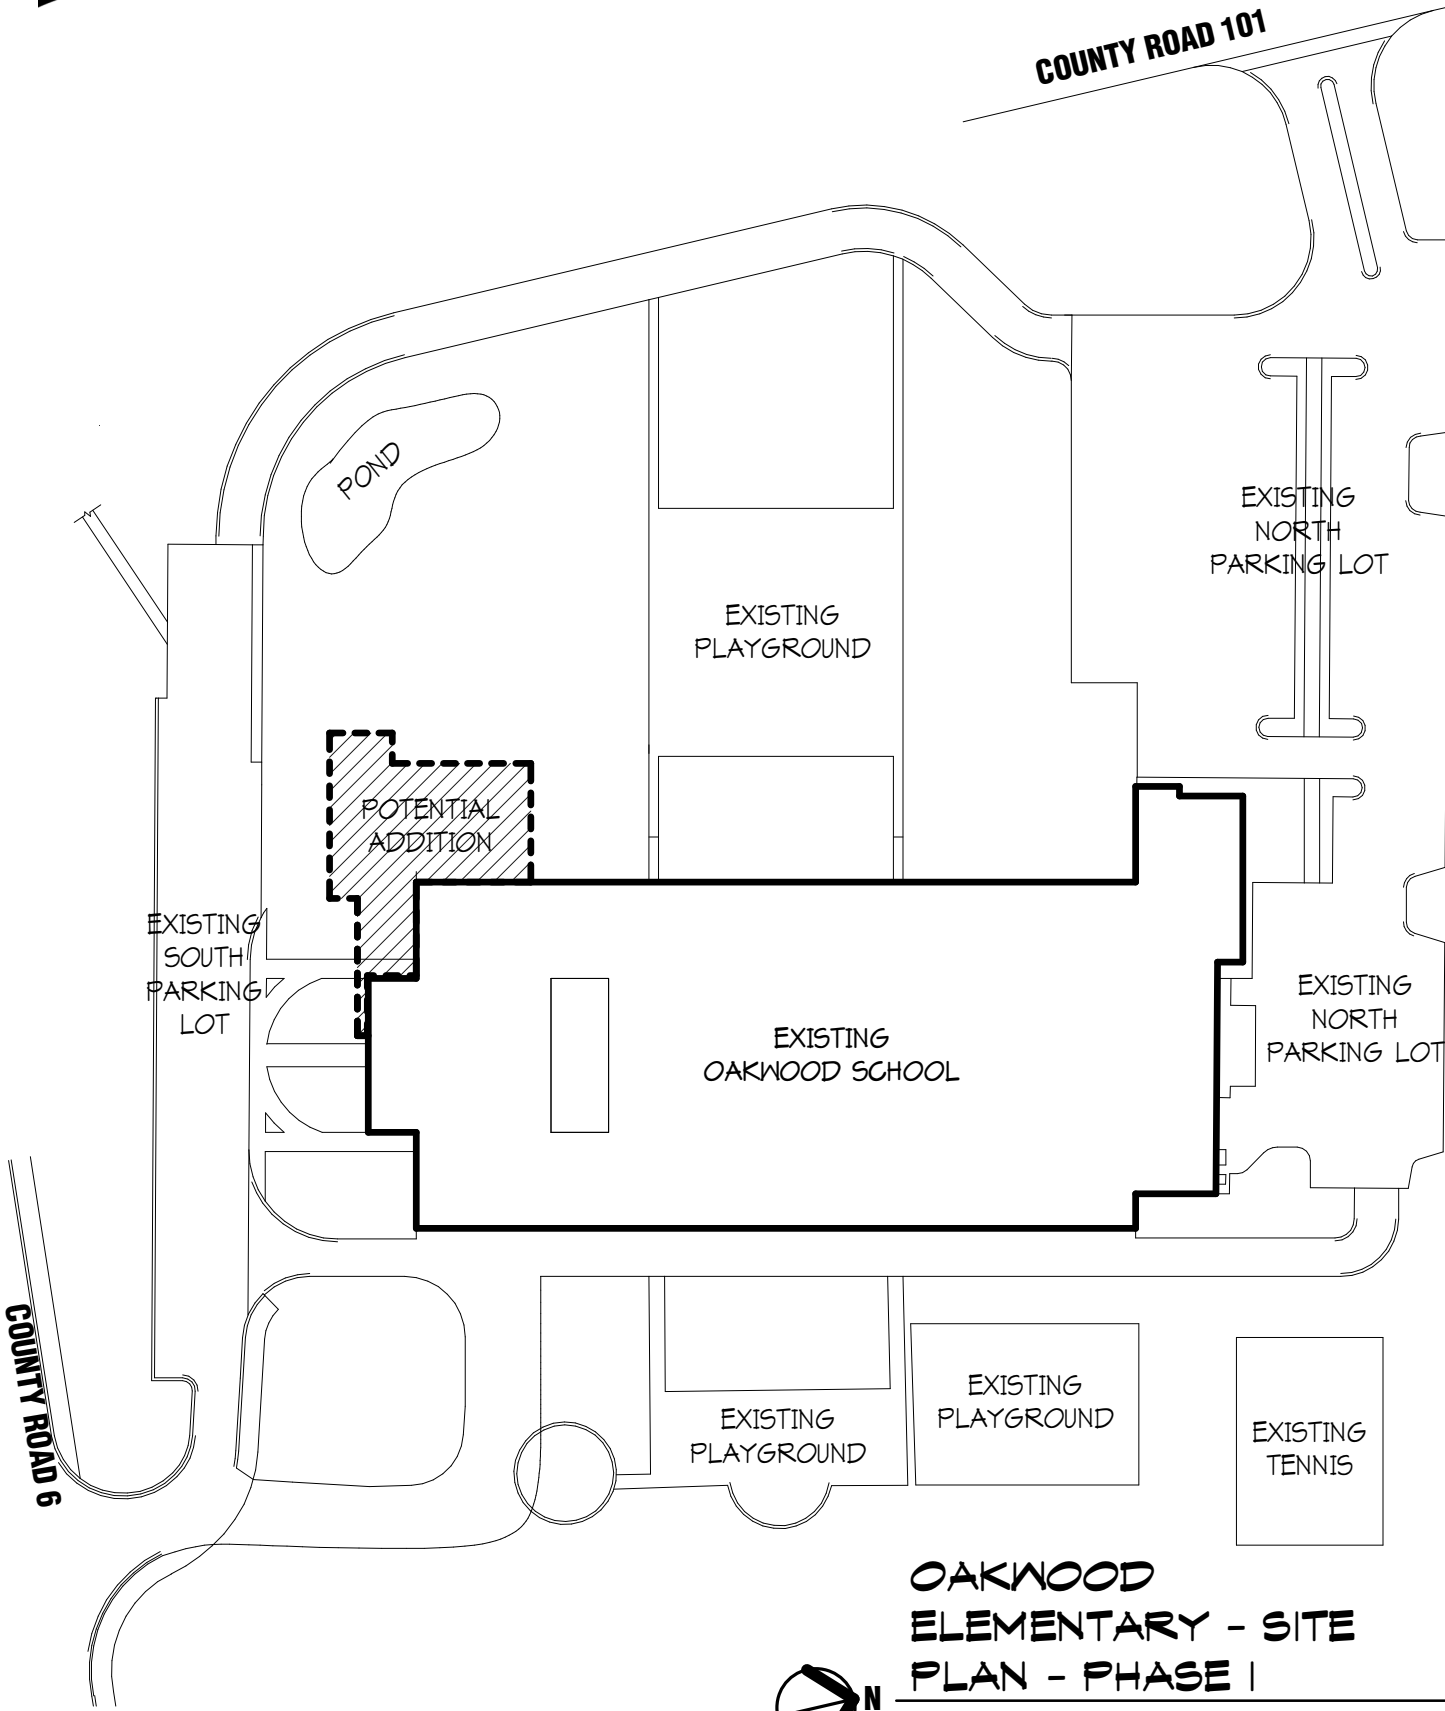 COUNTY ROAD 101
POND
EXISTING
NORTH
PARKING LOT
EXISTING
PLAYGROUND
POTENTIAL
ADDITION
EXISTING
SOUTH
PARKING
LOT
EXISTING
NORTH
PARKING LOT
EXISTING
OAKWOOD SCHOOL
COUNTY ROAD 6
EXISTING
PLAYGROUND
EXISTING
PLAYGROUND
EXISTING
TENNIS
OAKWOOD
ELEMENTARY - SITE
PLAN - PHASE I
N